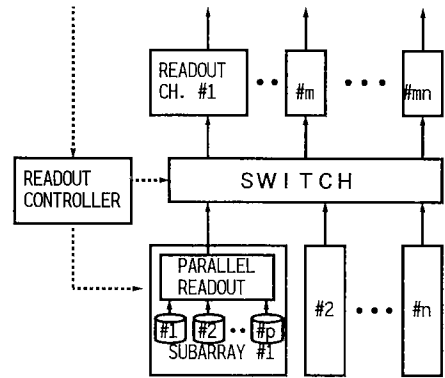 READOUT
CH. #1
#m
#mn
READOUT
CONTROLLER
SWITCH
PARALLEL
READOUT
#1 #2 #p
SUBARRAY #1
#2
#n